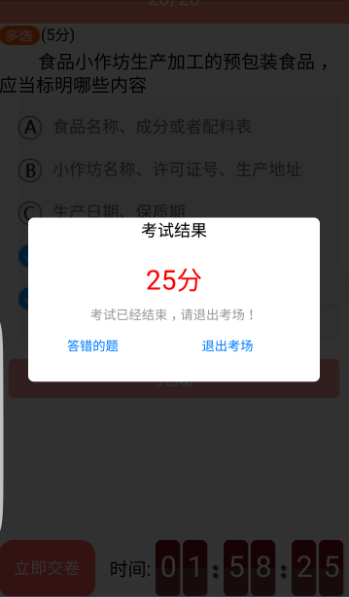 20/20
多选 (5分)
食品小作坊生产加工的预包装食品，
应当标明哪些内容
A 食品名称、成分或者配料表
B 小作坊名称、许可证号、生产地址
C 生产日期、保质期
考试结果
25分
考试已经结束，请退出考场！
答错的题 退出考场
立即交卷 时间: 01:58:25